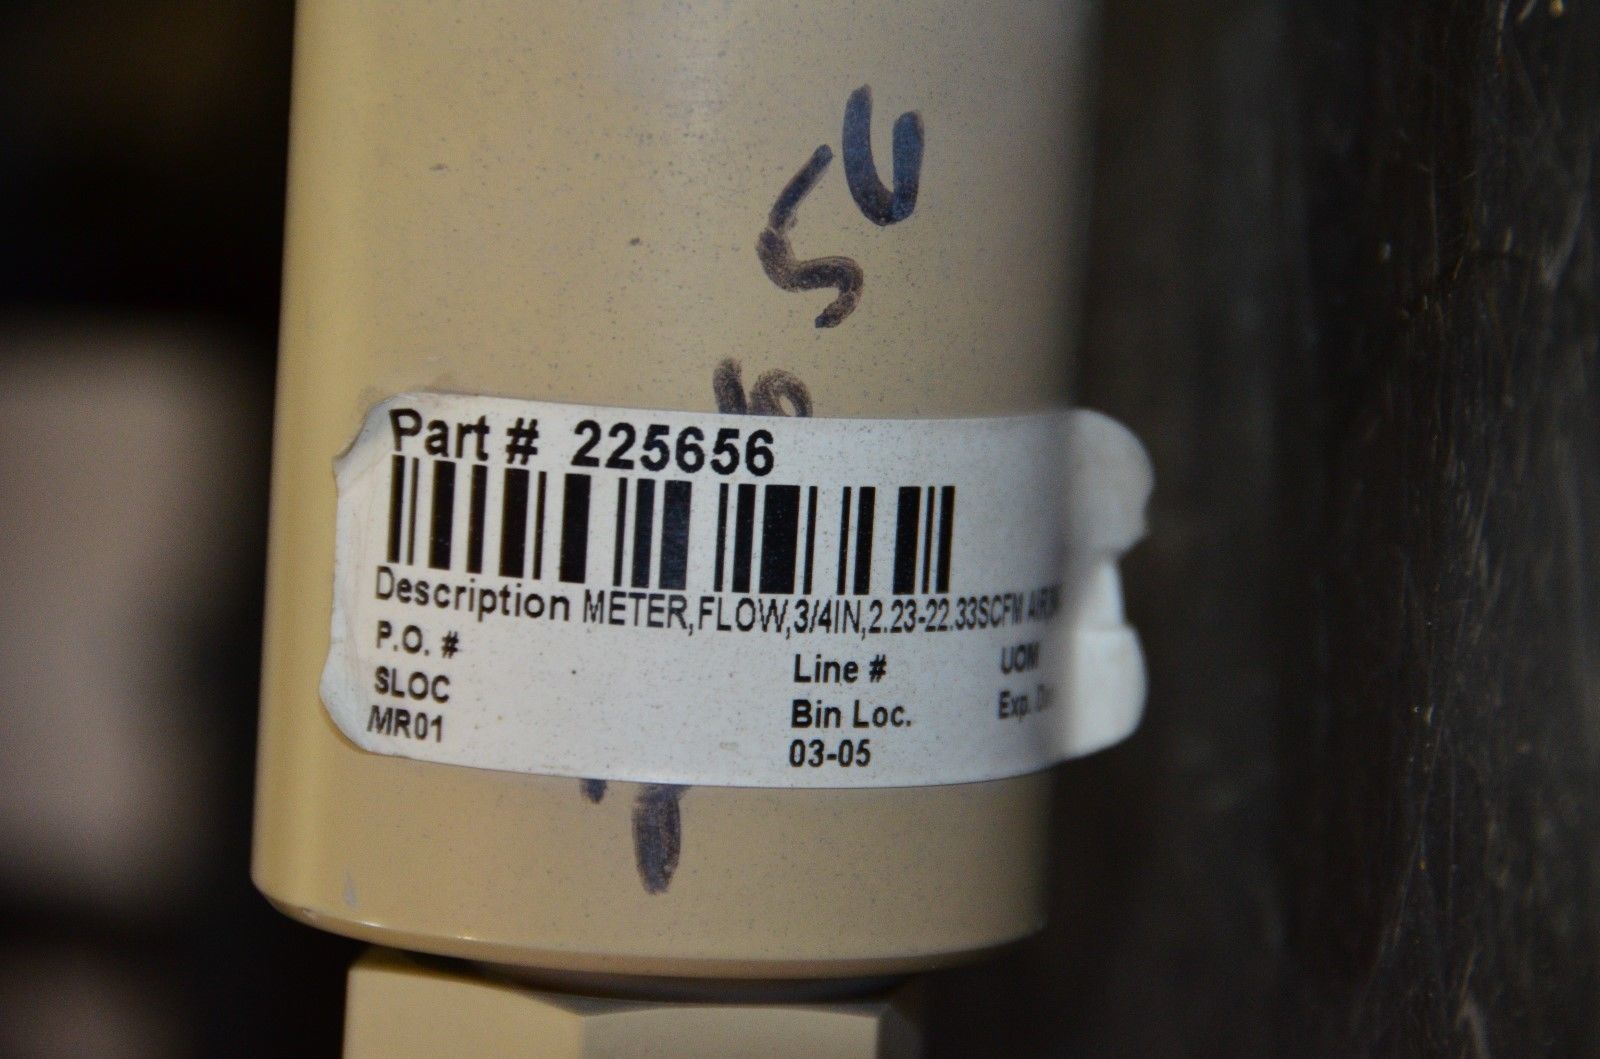 Part # 225656
Description METER,FLOW,3/4IN,2.23-22.33SCFM
P.O. #
Line #
UOM
SLOC
Bin Loc.
Exp.
MR01
03-05